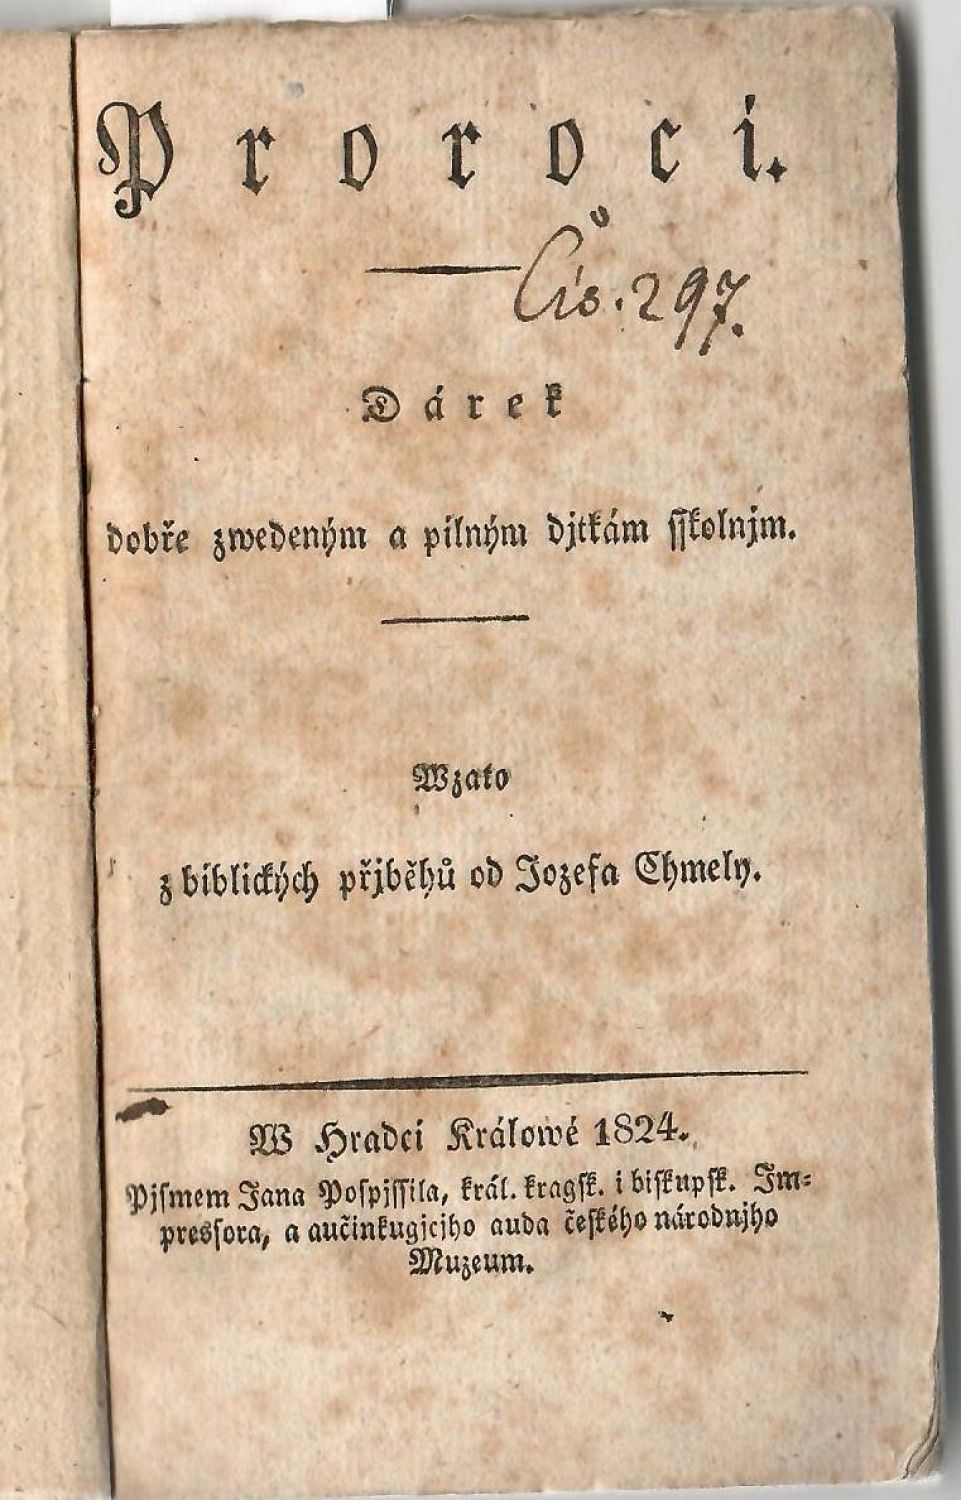 Proroci.
Čís. 297.
Dárek
dobře zwedeným a pilným djtkám sſkolnjm.
Wzato
z biblických přjběhů od Jozefa Chmely.
W Hradci Králowé 1824.
Pjſmem Jana Poſpjſſila, král. kragſk. i biſkupſk. Im-
presſora, a aučinkugjcjho auda čeſkého národnjho
Muzeum.